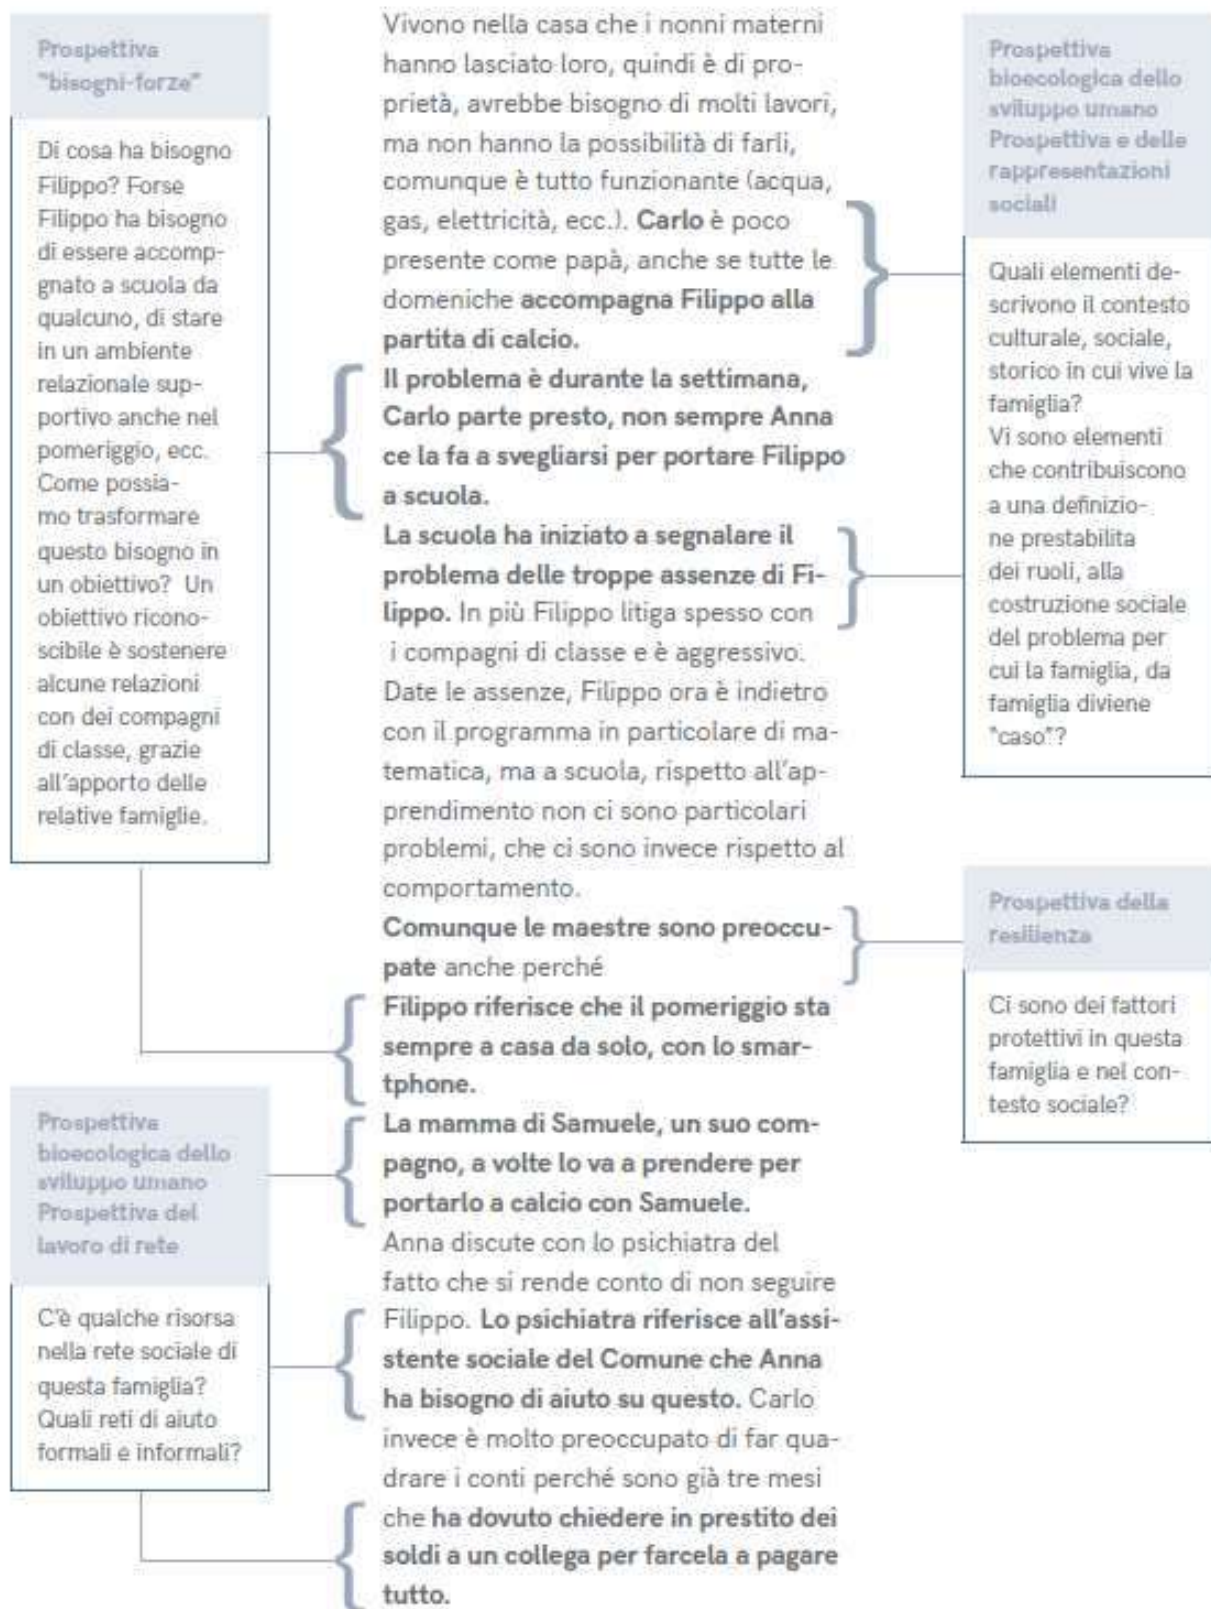 Prospettiva
"bisogni-forze"
Di cosa ha bisogno
Filippo? Forse
Filippo ha bisogno
di essere accomp-
gnato a scuola da
qualcuno, di stare
in un ambiente
relazionale sup-
portivo anche nel
pomeriggio, ecc.
Come possia-
mo trasformare
questo bisogno in
un obiettivo? Un
obiettivo ricono-
scibile è sostenere
alcune relazioni
con dei compagni
di classe, grazie
all'apporto delle
relative famiglie.
Prospettiva
bioecologica dello
sviluppo umano
Prospettiva del
lavoro di rete
C'è qualche risorsa
nella rete sociale di
questa famiglia?
Quali reti di aiuto
formali e informali?
Vivono nella casa che i nonni materni
hanno lasciato loro, quindi è di pro-
prietà, avrebbe bisogno di molti lavori,
ma non hanno la possibilità di farli,
comunque è tutto funzionante (acqua,
gas, elettricità, ecc.). Carlo è poco
presente come papà, anche se tutte le
domeniche accompagna Filippo alla
partita di calcio.
Il problema è durante la settimana,
Carlo parte presto, non sempre Anna
ce la fa a svegliarsi per portare Filippo
a scuola.
La scuola ha iniziato a segnalare il
problema delle troppe assenze di Fi-
lippo. In più Filippo litiga spesso con
i compagni di classe e è aggressivo.
Date le assenze, Filippo ora è indietro
con il programma in particolare di ma-
tematica, ma a scuola, rispetto all'ap-
prendimento non ci sono particolari
problemi, che ci sono invece rispetto al
comportamento.
Comunque le maestre sono preoccu-
pate anche perché
Filippo riferisce che il pomeriggio sta
sempre a casa da solo, con lo smar-
tphone.
La mamma di Samuele, un suo com-
pagno, a volte lo va a prendere per
portarlo a calcio con Samuele.
Anna discute con lo psichiatra del
fatto che si rende conto di non seguire
Filippo. Lo psichiatra riferisce all'assi-
stente sociale del Comune che Anna
ha bisogno di aiuto su questo. Carlo
invece è molto preoccupato di far qua-
drare i conti perché sono già tre mesi
che ha dovuto chiedere in prestito dei
soldi a un collega per farcela a pagare
tutto.
Prospettiva
bioecologica dello
sviluppo umano
Prospettiva e delle
rappresentazioni
sociali
Quali elementi de-
scrivono il contesto
culturale, sociale,
storico in cui vive la
famiglia?
Vi sono elementi
che contribuiscono
a una definizio-
ne prestabilita
dei ruoli, alla
costruzione sociale
del problema per
cui la famiglia, da
famiglia diviene
"caso"?
Prospettiva della
resilienza
Ci sono dei fattori
protettivi in questa
famiglia e nel con-
testo sociale?